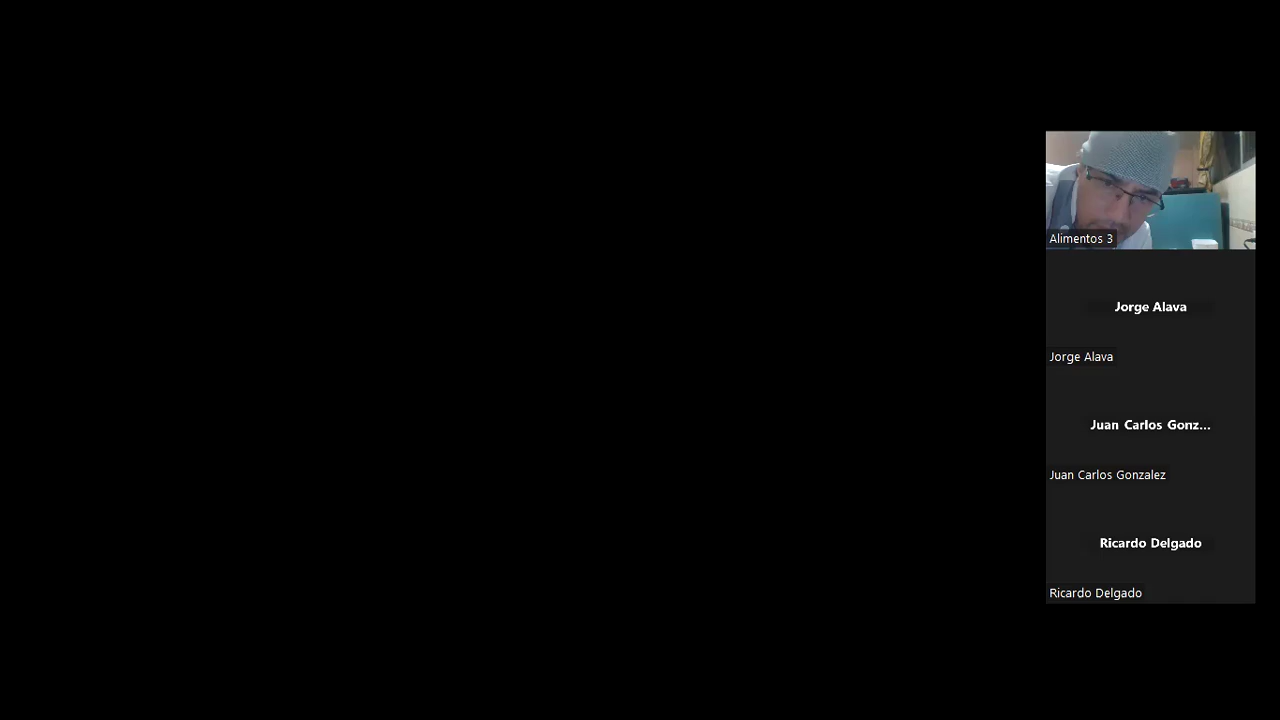 Alimentos 3
Jorge Alava
Jorge Alava
Juan Carlos Gonz...
Juan Carlos Gonzalez
Ricardo Delgado
Ricardo Delgado